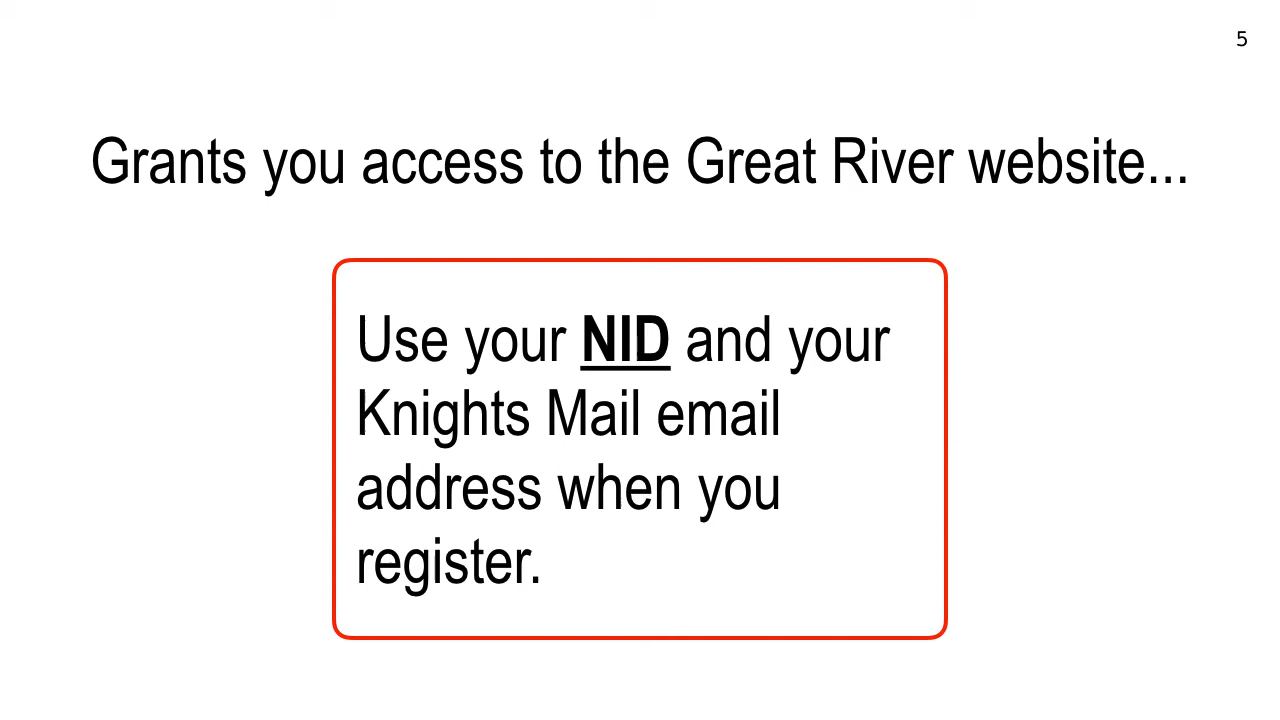 5
Grants you access to the Great River website...
Use your NID and your
Knights Mail email
address when you
register.